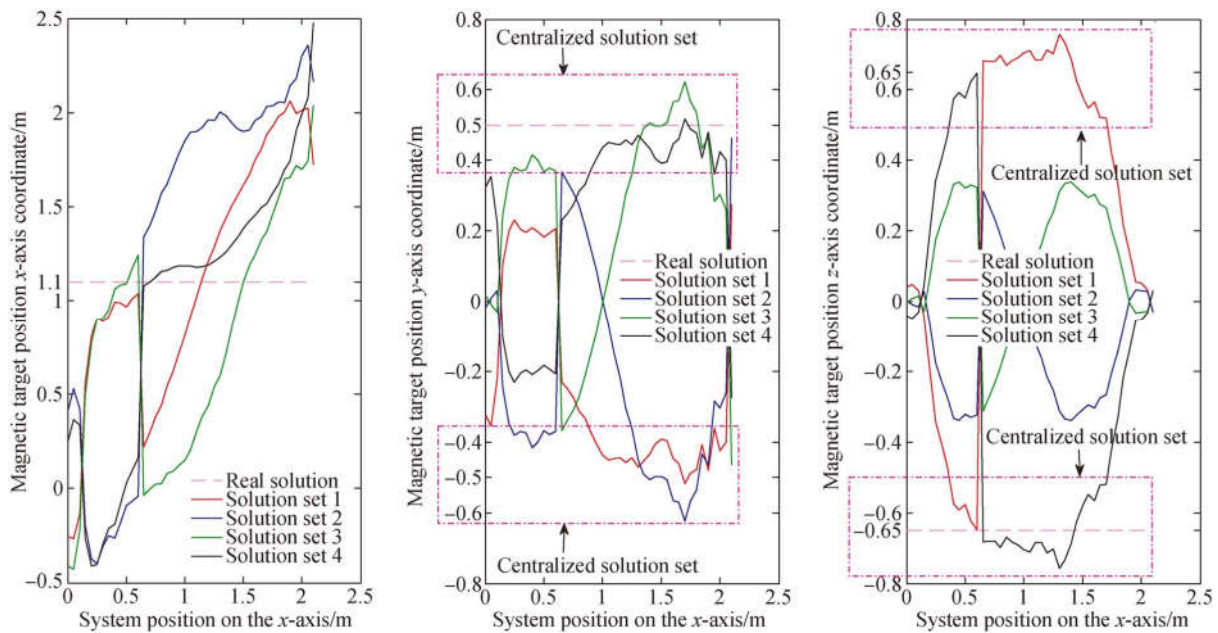 Magnetic target position x-axis coordinate/m
2.5
2
1.5
1.1
1
0.5
0
−0.5
Real solution
Solution set 1
Solution set 2
Solution set 3
Solution set 4
0 0.5 1 1.5 2 2.5
System position on the x-axis/m
Magnetic target position y-axis coordinate/m
0.8
0.6
0.5
0.4
0.2
0
−0.2
−0.4
−0.5
−0.6
−0.8
Centralized solution set
Real solution
Solution set 1
Solution set 2
Solution set 3
Solution set 4
Centralized solution set
0 0.5 1 1.5 2 2.5
System position on the x-axis/m
Magnetic target position z-axis coordinate/m
0.8
0.65
0.4
0.2
0
−0.2
−0.4
−0.65
−0.6
−0.8
Centralized solution set
Real solution
Solution set 1
Solution set 2
Solution set 3
Solution set 4
Centralized solution set
0 0.5 1 1.5 2 2.5
System position on the x-axis/m